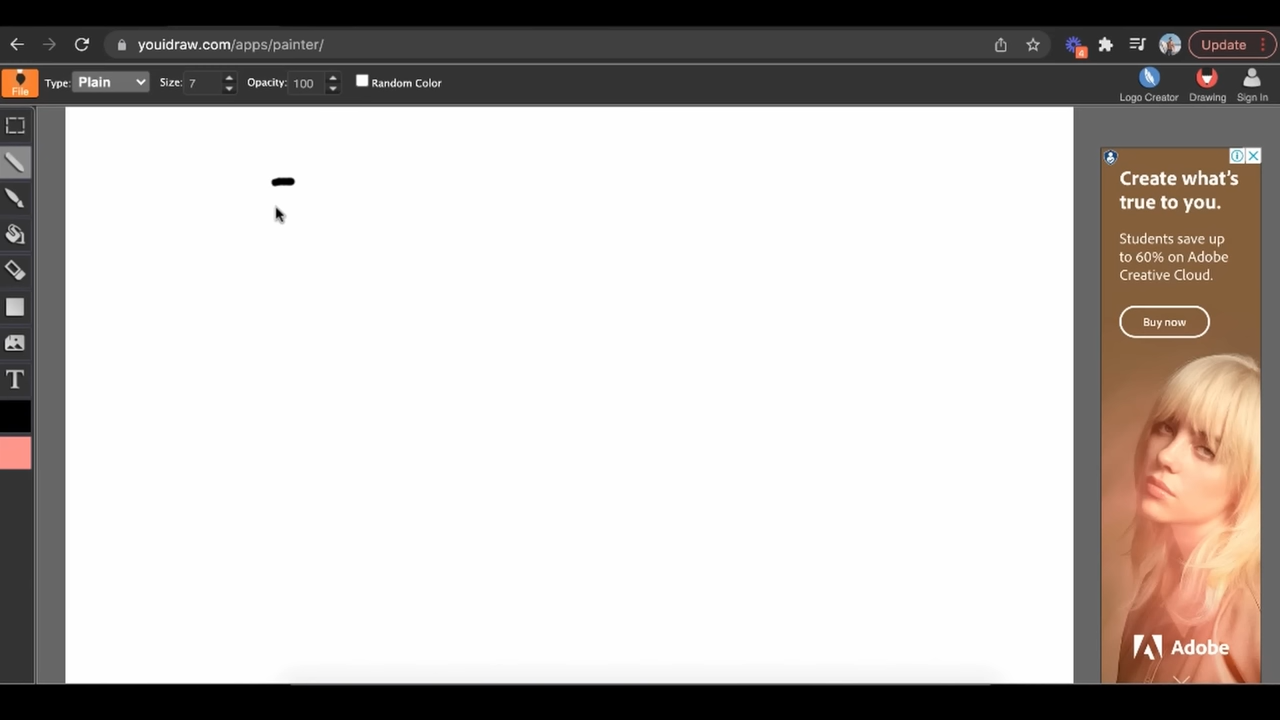 youidraw.com/apps/painter/
4
Update
File
Type: Plain
Size: 7
Opacity: 100
Random Color
Logo Creator
Drawing
Sign In
T
Create what's
true to you.
Students save up
to 60% on Adobe
Creative Cloud.
Buy now
Adobe